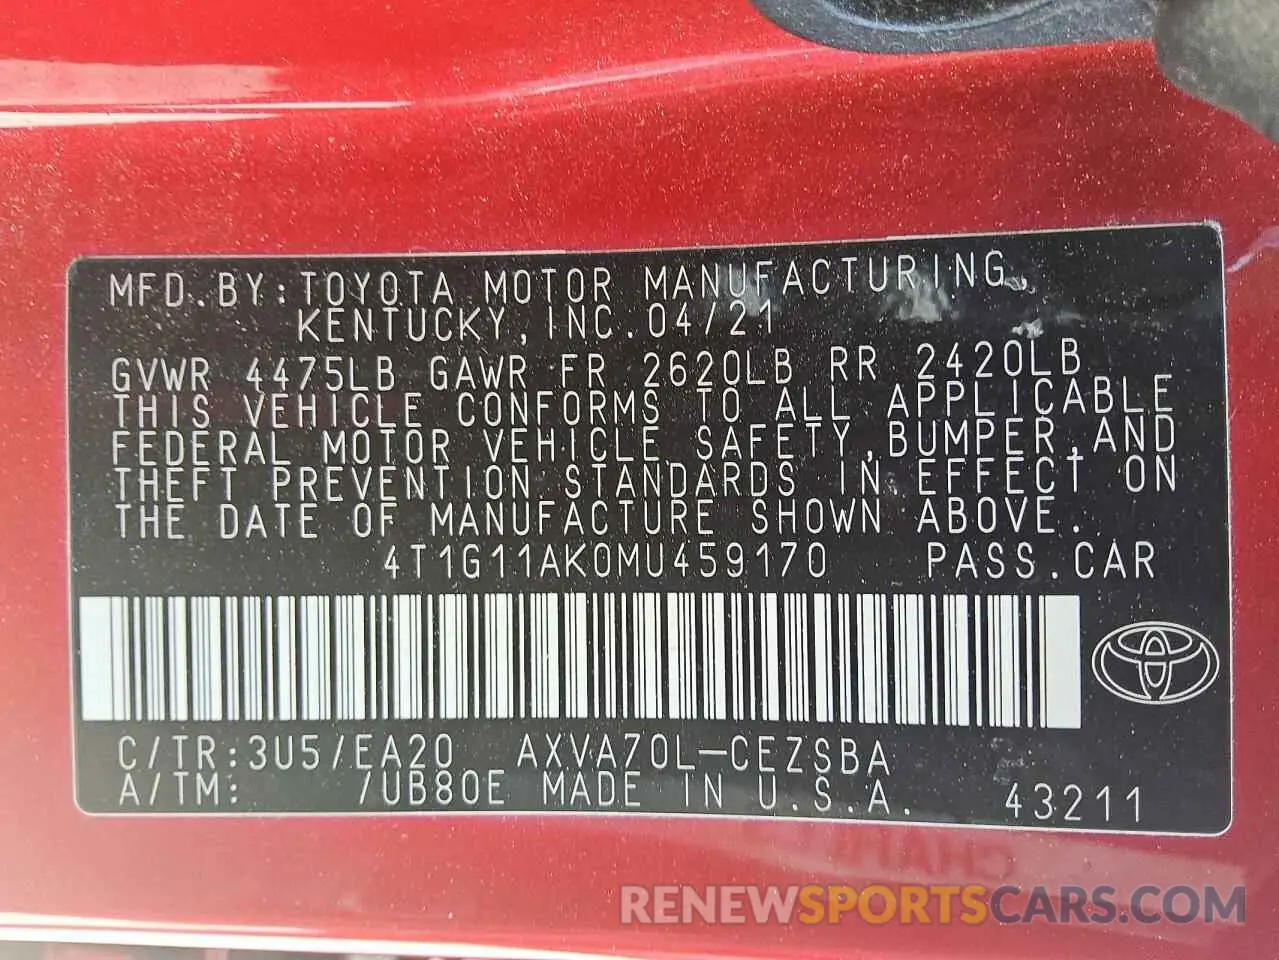 MFD.BY:TOYOTA MOTOR MANUFACTURING,
KENTUCKY,INC.04/21
GVWR 4475LB GAWR FR 2620LB RR 2420LB
THIS VEHICLE CONFORMS TO ALL APPLICABLE
FEDERAL MOTOR VEHICLE SAFETY,BUMPER,AND
THEFT PREVENTION STANDARDS IN EFFECT ON
THE DATE OF MANUFACTURE SHOWN ABOVE.
4T1G11AK0MU459170 PASS.CAR
C/TR:3U5/EA20 AXVA70L-CEZSBA
A/TM: /UB80E MADE IN U.S.A. 43211
RENEWSPORTSCARS.COM